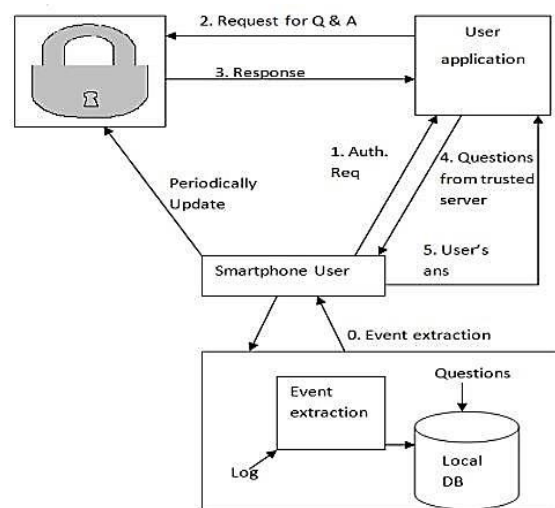 2. Request for Q & A
User
application
3. Response
1. Auth.
Req
4. Questions
from trusted
server
Periodically
Update
5. User's
ans
Smartphone User
0. Event extraction
Event
extraction
Questions
Log
Local
DB